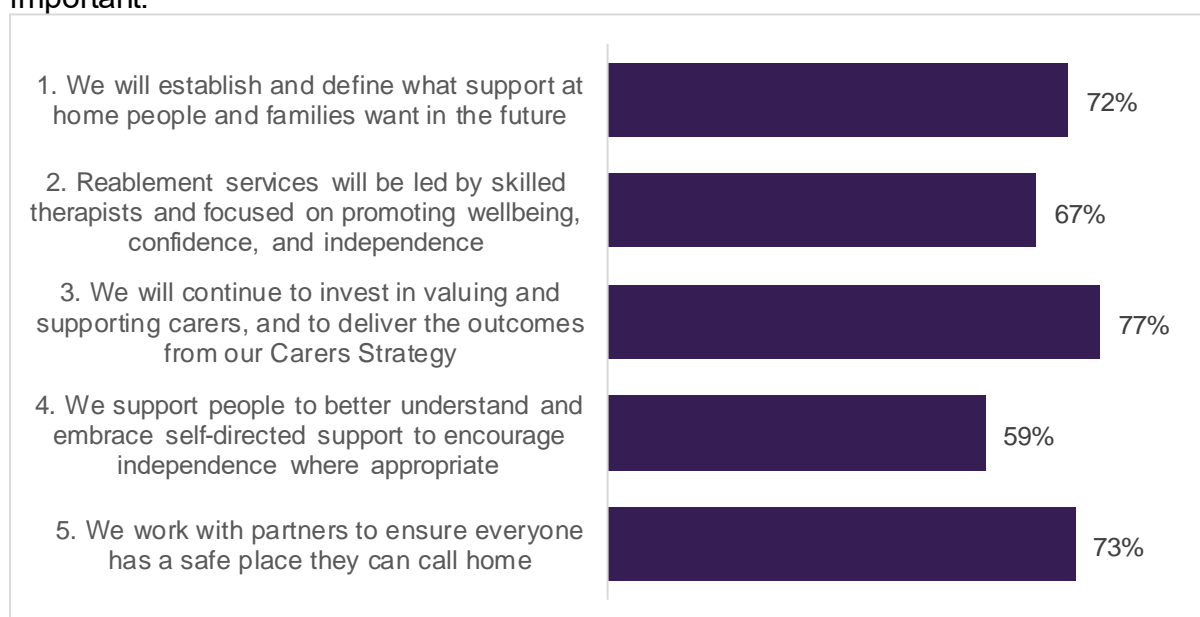 important.
1. We will establish and define what support at
home people and families want in the future
72%
2. Reablement services will be led by skilled
therapists and focused on promoting wellbeing,
confidence, and independence
67%
3. We will continue to invest in valuing and
supporting carers, and to deliver the outcomes
from our Carers Strategy
77%
4. We support people to better understand and
embrace self-directed support to encourage
independence where appropriate
59%
5. We work with partners to ensure everyone
has a safe place they can call home
73%